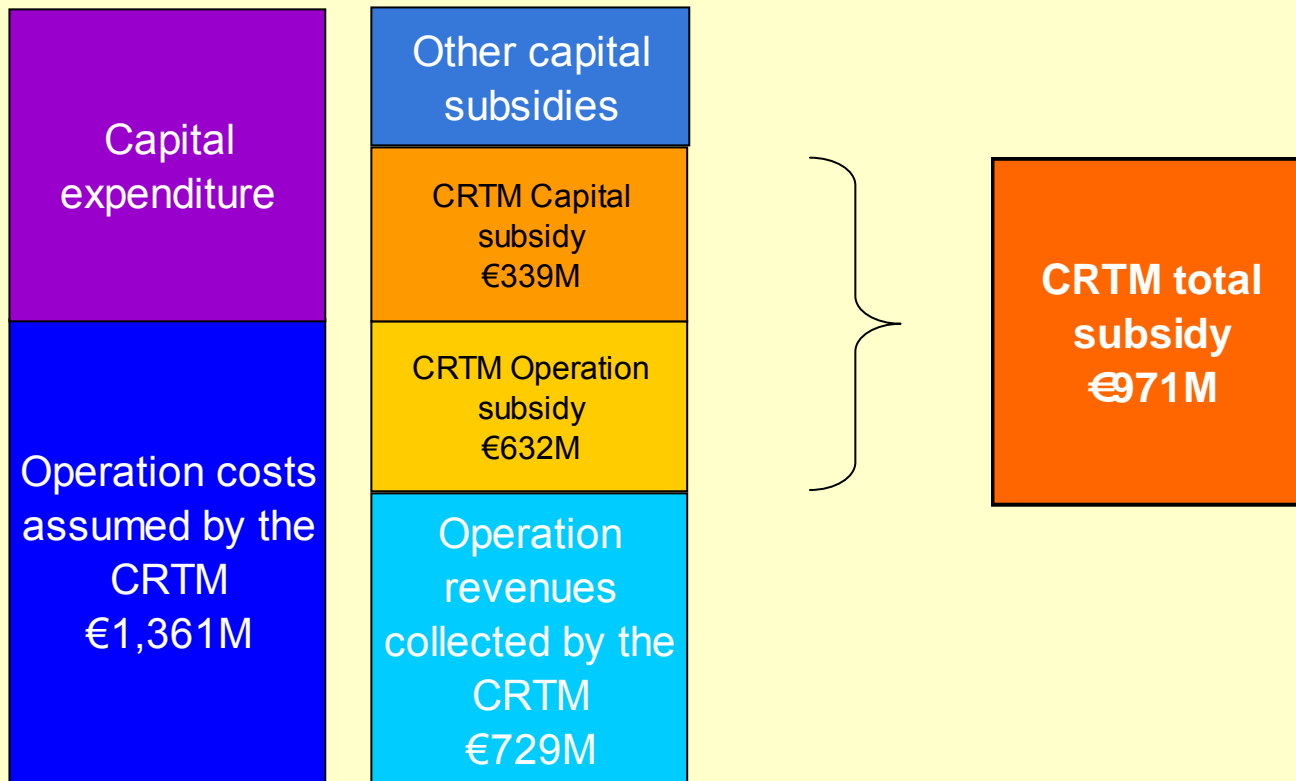 Capital
expenditure
Operation costs
assumed by the
CRTM
€1,361M
Other capital
subsidies
CRTM Capital
subsidy
€339M
CRTM Operation
subsidy
€632M
Operation
revenues
collected by the
CRTM
€729M
CRTM total
subsidy
€971M